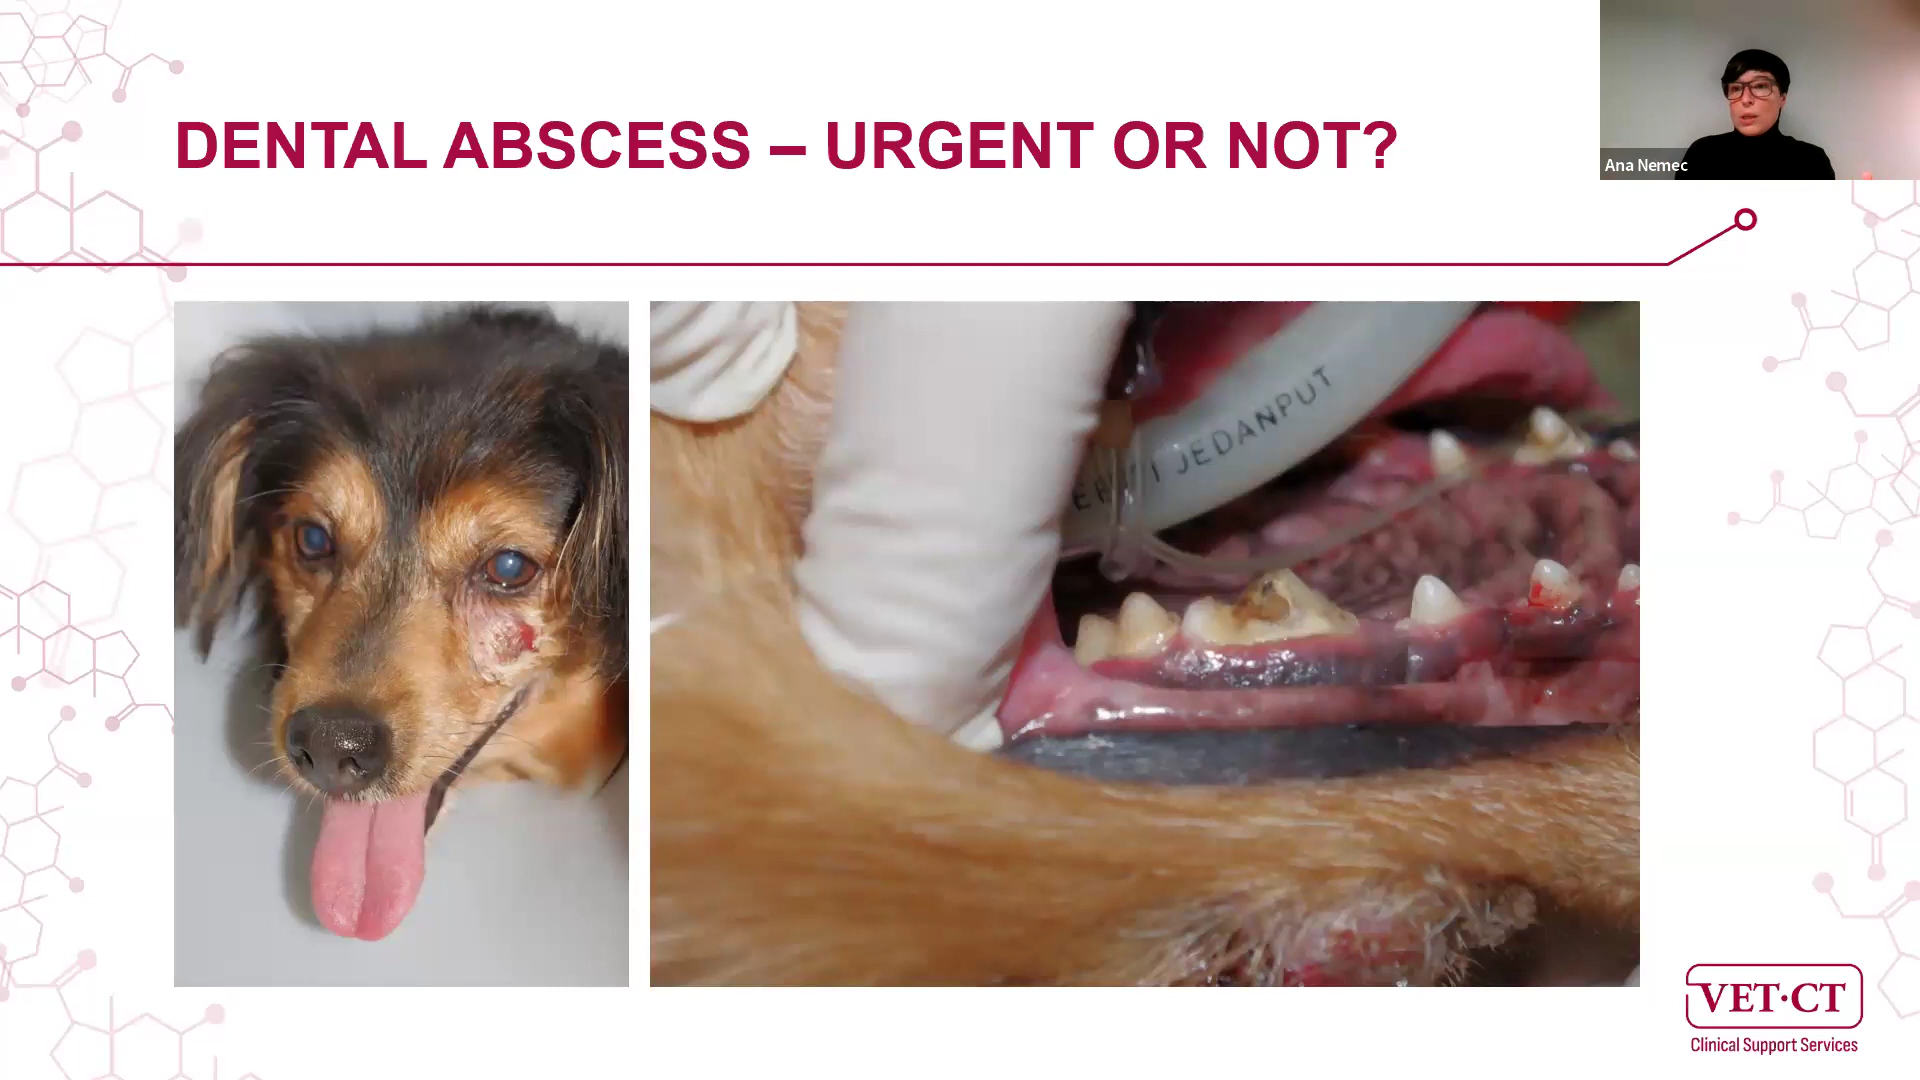 DENTAL ABSCESS – URGENT OR NOT?
Ana Nemec
JEDANPUT
VET·CT
Clinical Support Services